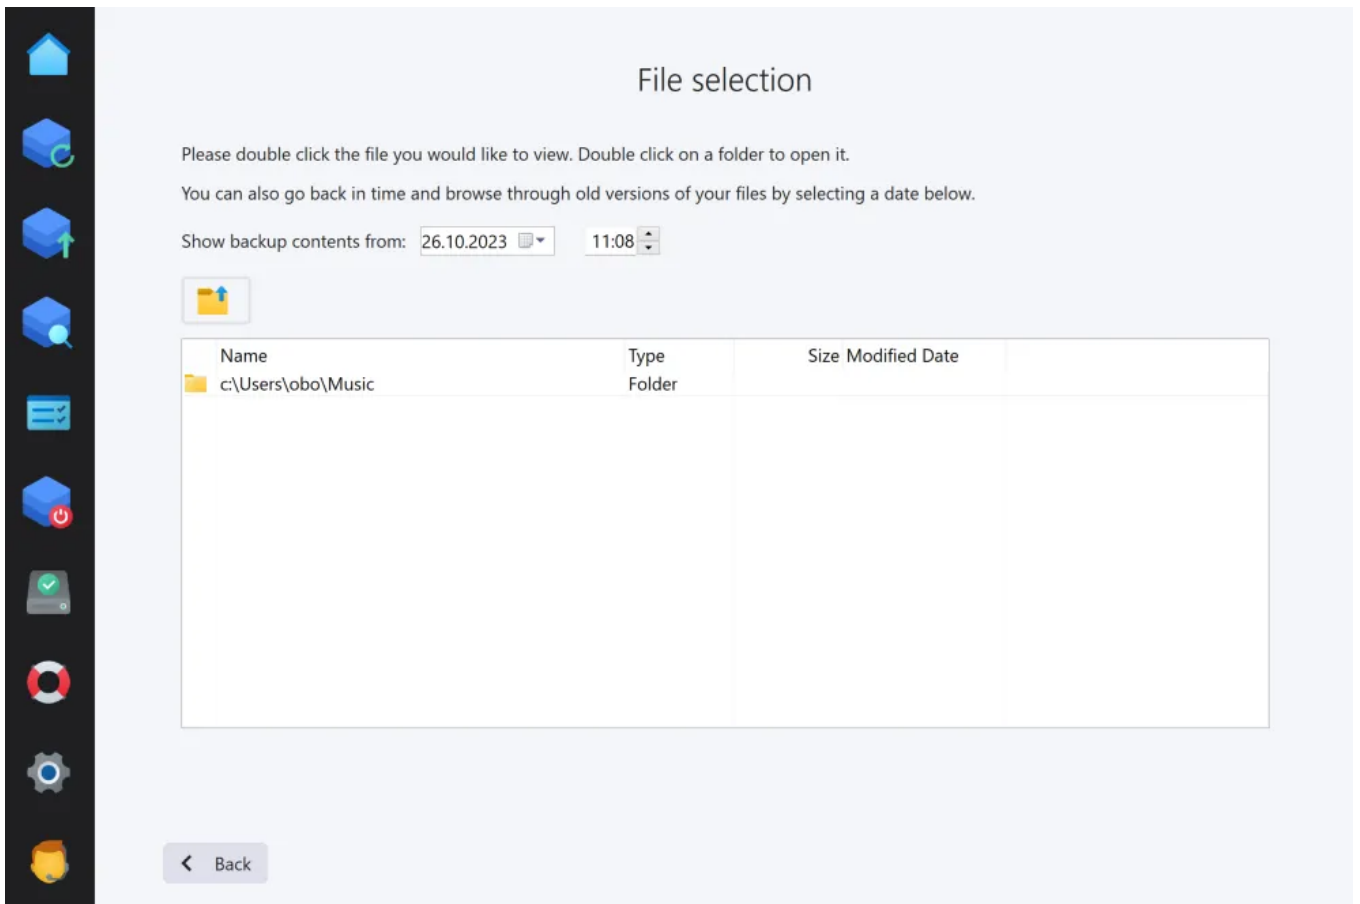 File selection
Please double click the file you would like to view. Double click on a folder to open it.
You can also go back in time and browse through old versions of your files by selecting a date below.
Show backup contents from: 26.10.2023 11:08
Name Type Size Modified Date
c:\Users\obo\Music Folder
Back